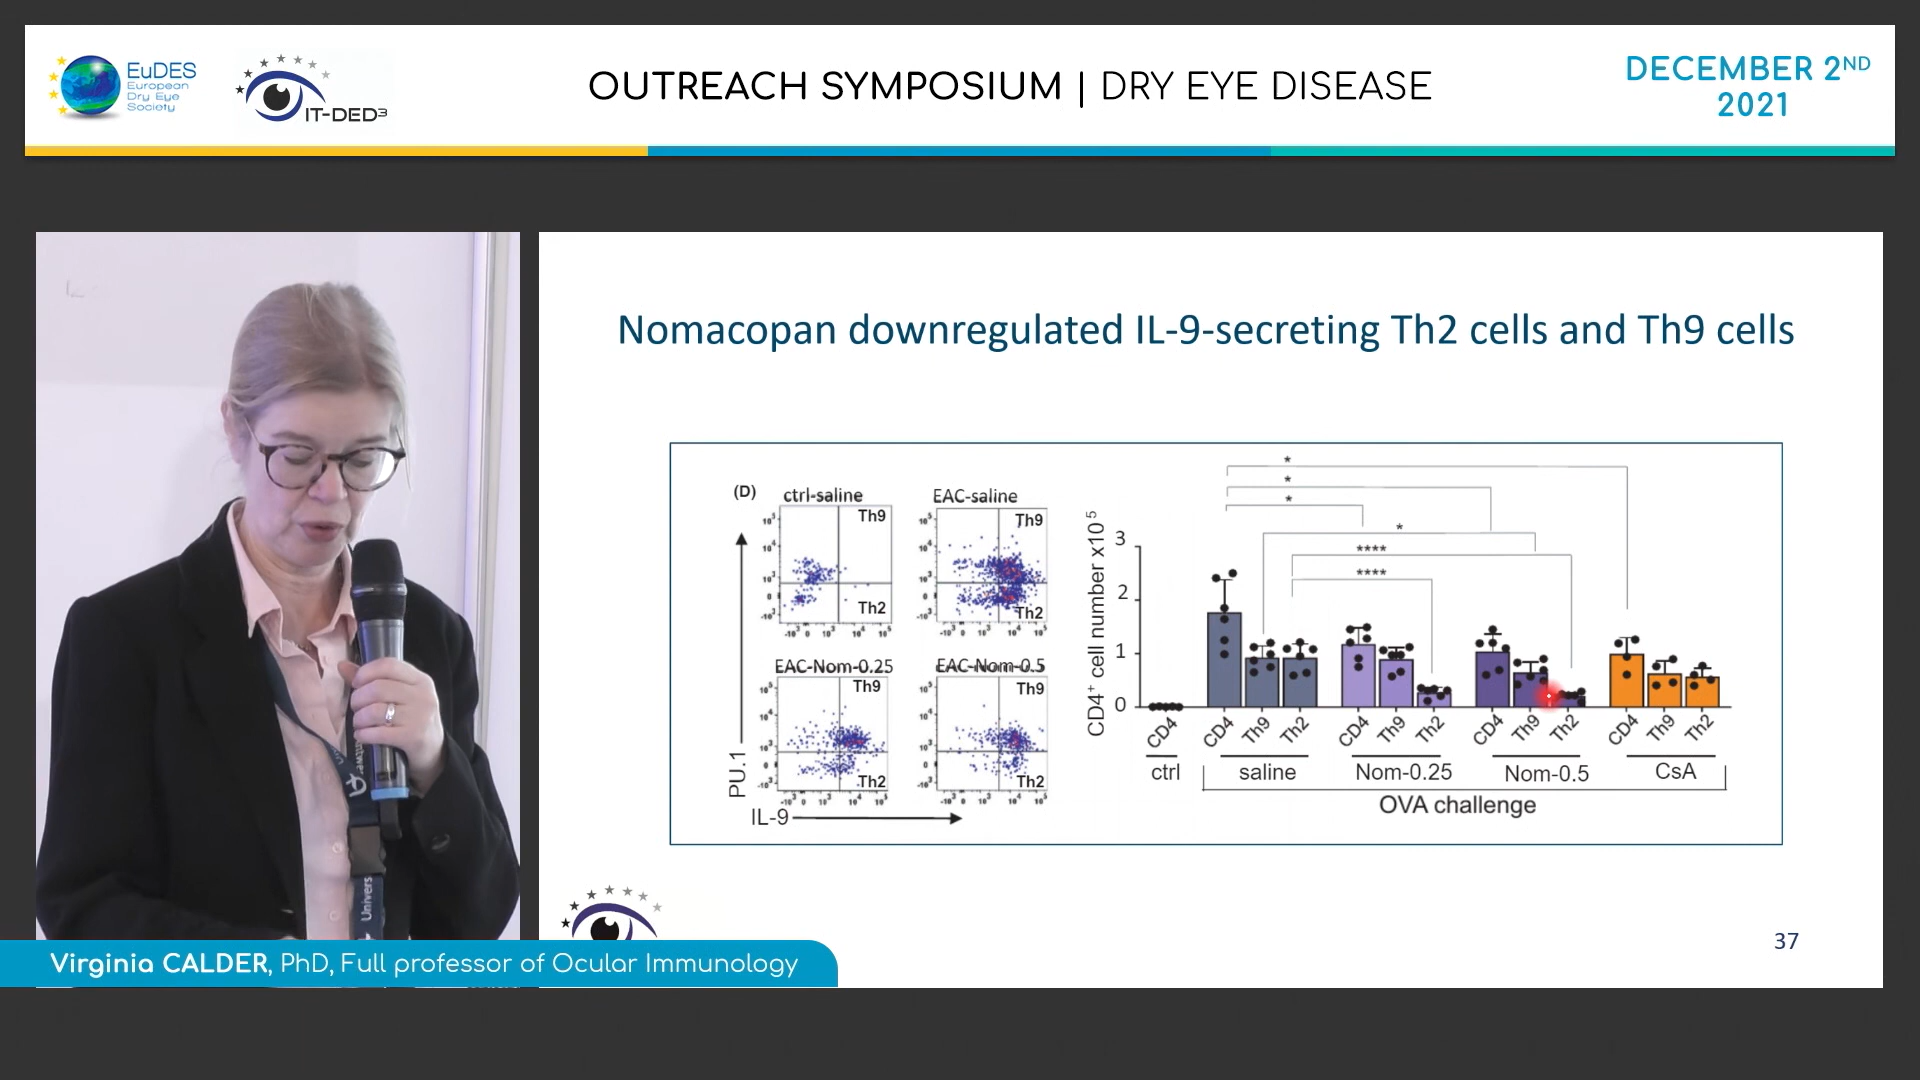 EuDES
European
Dry Eye
Society
IT-DED³
OUTREACH SYMPOSIUM | DRY EYE DISEASE
DECEMBER 2ND
2021
Nomacopan downregulated IL-9-secreting Th2 cells and Th9 cells
(D)
ctrl-saline
EAC-saline
Th9
Th2
Th9
Th2
EAC-Nom-0.25
EAC-Nom-0.5
Th9
Th2
Th9
Th2
PU.1
IL-9
CD4⁺ cell number x10⁵
3
2
1
0
*
*
*
*
****
****
CD4
CD4 Th9 Th2
CD4 Th9 Th2
CD4 Th9 Th2
CD4 Th9 Th2
ctrl
saline
Nom-0.25
Nom-0.5
CsA
OVA challenge
Univers
37
Virginia CALDER, PhD, Full professor of Ocular Immunology